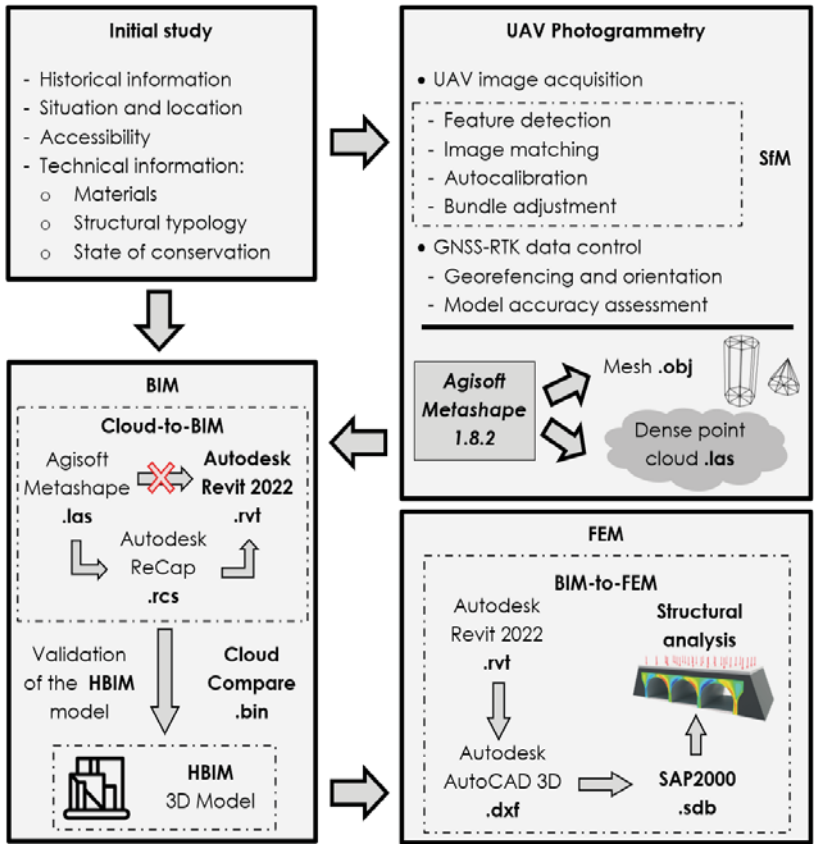 Initial study
- Historical information
- Situation and location
- Accessibility
- Technical information:
o Materials
o Structural typology
o State of conservation
UAV Photogrammetry
• UAV image acquisition
- Feature detection
- Image matching
- Autocalibration
- Bundle adjustment
SfM
• GNSS-RTK data control
- Georefencing and orientation
- Model accuracy assessment
Agisoft
Metashape
1.8.2
Mesh .obj
Dense point
cloud .las
BIM
Cloud-to-BIM
Agisoft
Metashape
.las
Autodesk
Revit 2022
.rvt
Autodesk
ReCap
.rcs
Validation
of the HBIM
model
Cloud
Compare
.bin
HBIM
3D Model
FEM
BIM-to-FEM
Autodesk
Revit 2022
.rvt
Structural
analysis
Autodesk
AutoCAD 3D
.dxf
SAP2000
.sdb